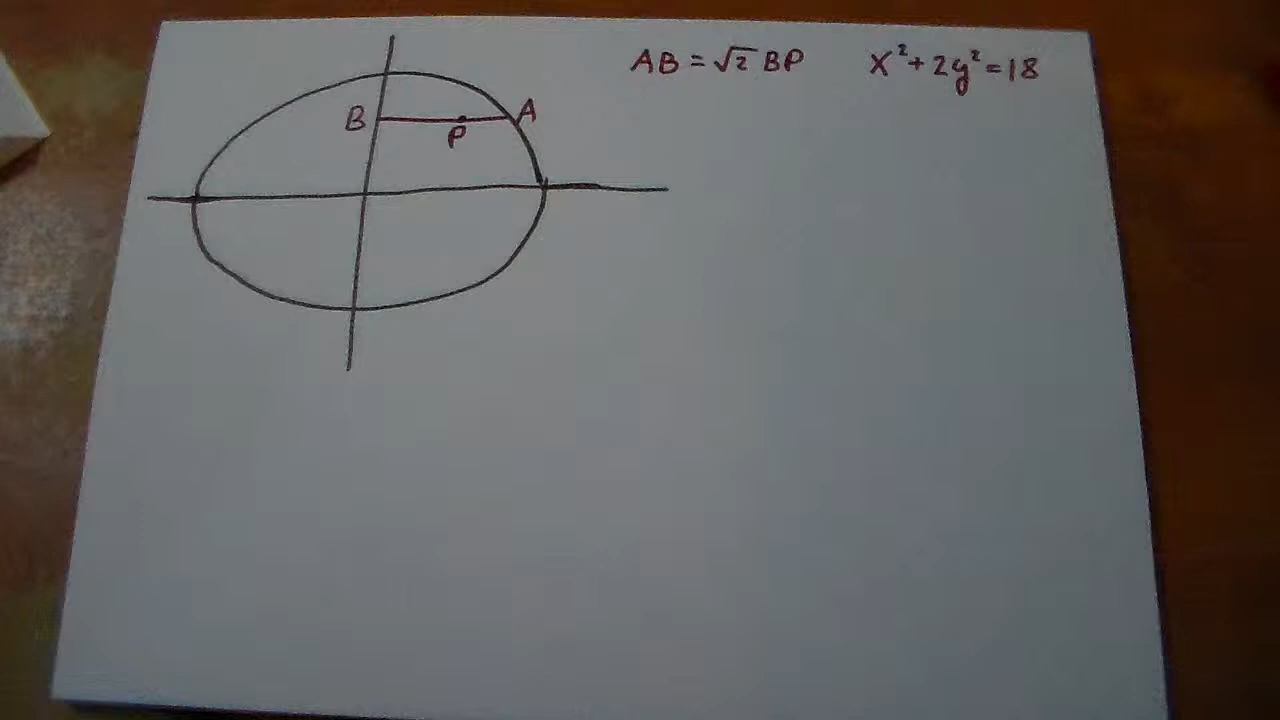 AB = √2 BP    x² + 2y² = 18
B
A
P